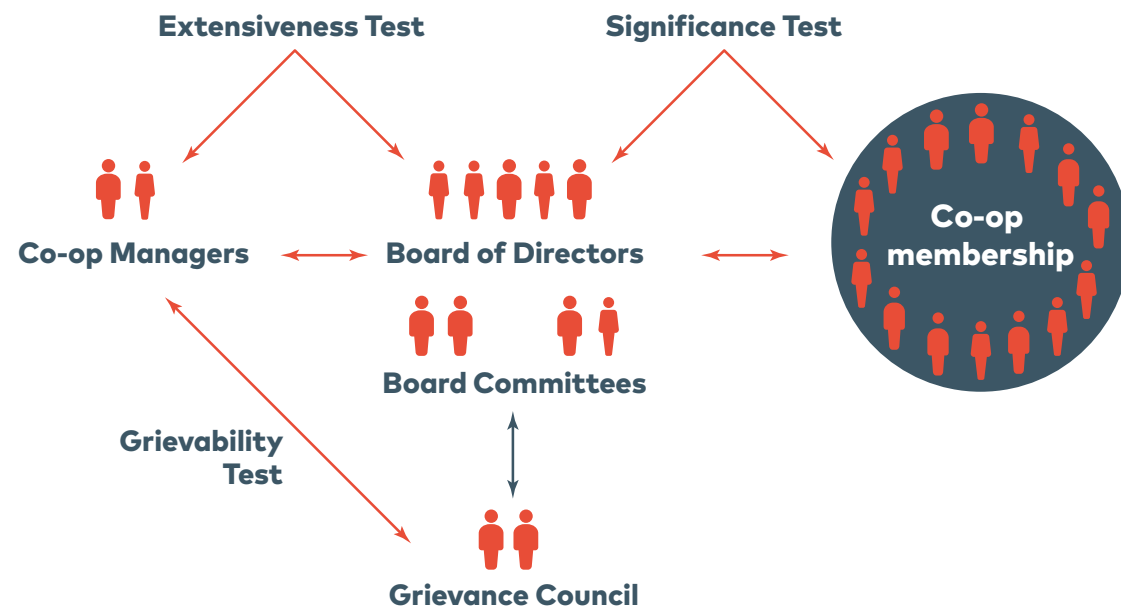 Extensiveness Test
Significance Test
Co-op Managers
Board of Directors
Co-op
membership
Board Committees
Grievability
Test
Grievance Council